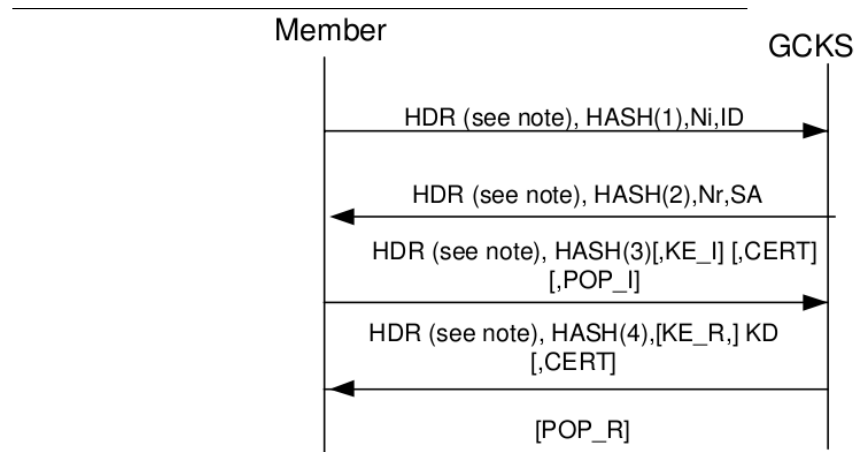 Member
GCKS
HDR (see note), HASH(1),Ni,ID
HDR (see note), HASH(2),Nr,SA
HDR (see note), HASH(3)[,KE_I] [,CERT]
[,POP_I]
HDR (see note), HASH(4),[KE_R,] KD
[,CERT]
[POP_R]